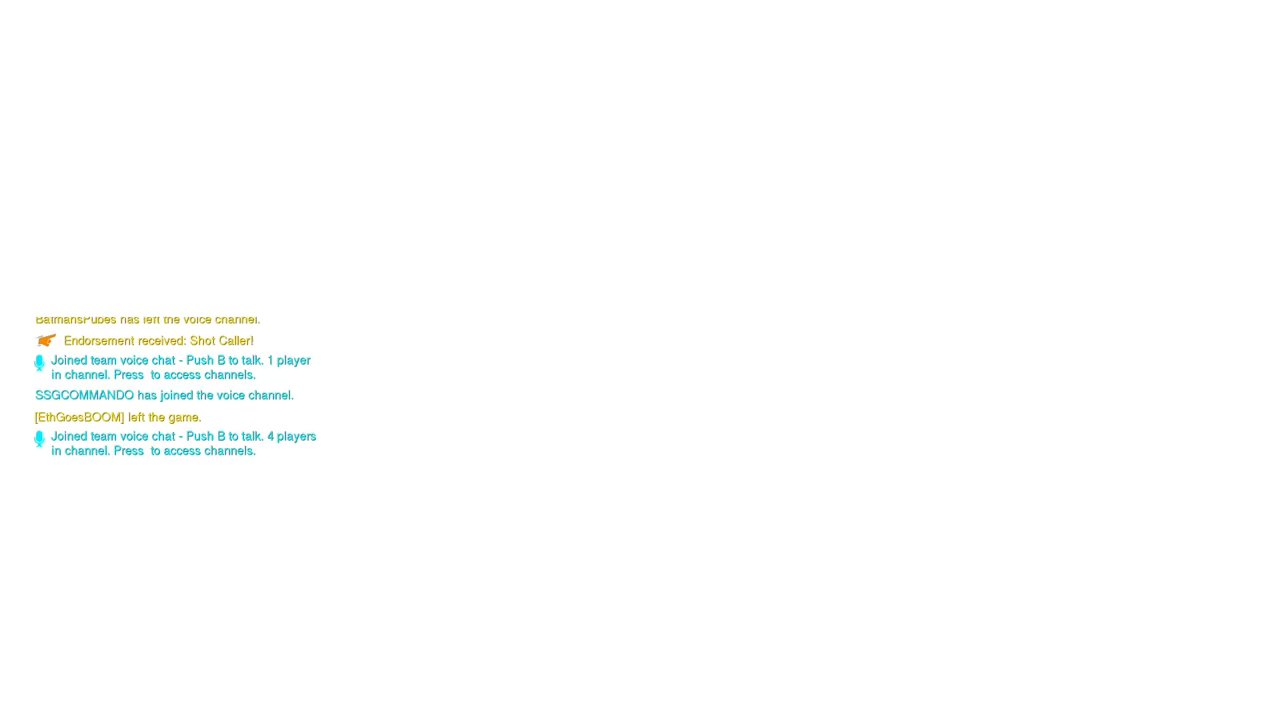 BatmansPubes has left the voice channel.
Endorsement received: Shot Caller!
Joined team voice chat - Push B to talk. 1 player
in channel. Press  to access channels.
SSGCOMMANDO has joined the voice channel.
[EthGoesBOOM] left the game.
Joined team voice chat - Push B to talk. 4 players
in channel. Press  to access channels.